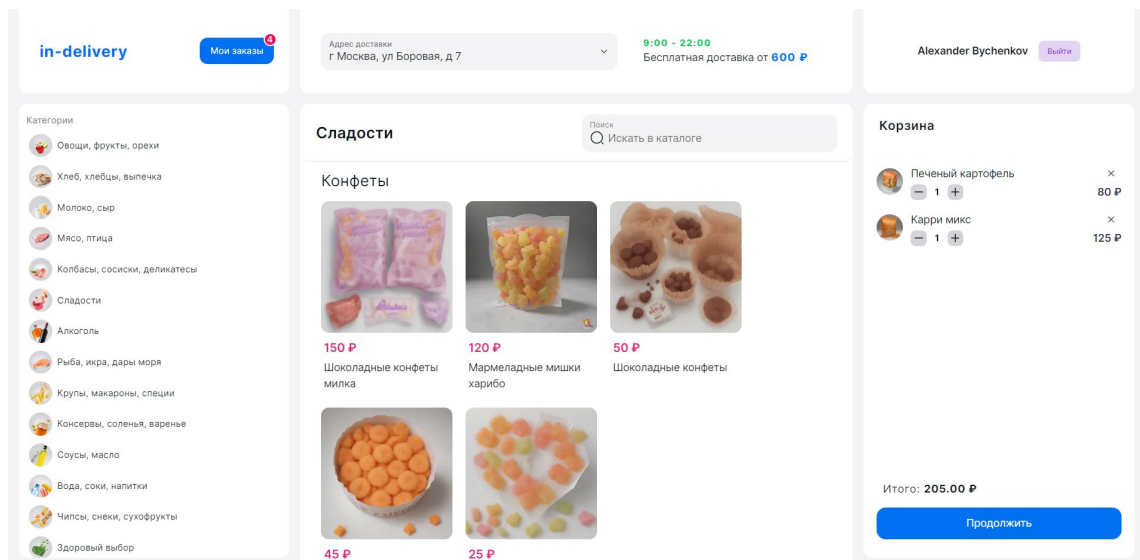 in-delivery
Мои заказы
4
Адрес доставки
г Москва, ул Боровая, д 7
9:00 - 22:00
Бесплатная доставка от 600 ₽
Alexander Bychenkov
Выйти
Категории
Овощи, фрукты, орехи
Хлеб, хлебцы, выпечка
Молоко, сыр
Мясо, птица
Колбасы, сосиски, деликатесы
Сладости
Алкоголь
Рыба, икра, дары моря
Крупы, макароны, специи
Консервы, соленья, варенье
Соусы, масло
Вода, соки, напитки
Чипсы, снеки, сухофрукты
Здоровый выбор
Сладости
Поиск
Искать в каталоге
Конфеты
150 ₽
Шоколадные конфеты
милка
120 ₽
Мармеладные мишки
харибо
50 ₽
Шоколадные конфеты
45 ₽
25 ₽
Корзина
Печеный картофель
1
80 ₽
Карри микс
1
125 ₽
Итого: 205.00 ₽
Продолжить